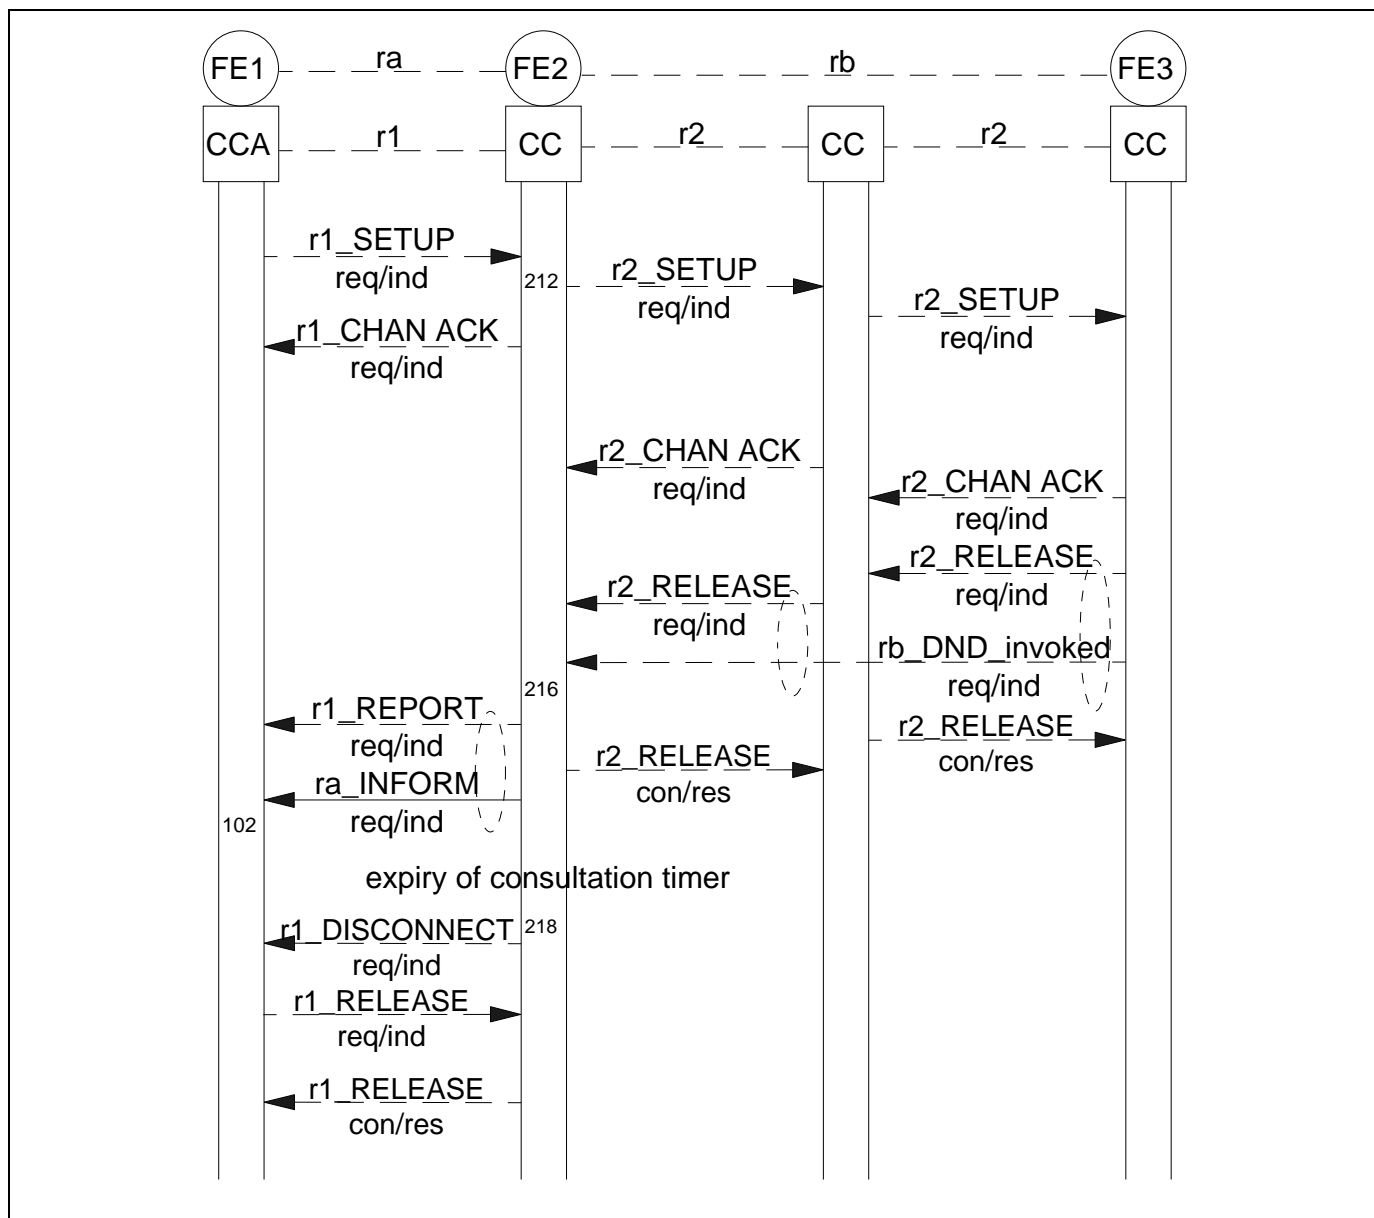 FE1 ra FE2 rb FE3
CCA r1 CC r2 CC r2 CC
r1_SETUP
req/ind
212
r2_SETUP
req/ind
r2_SETUP
req/ind
r1_CHAN ACK
req/ind
r2_CHAN ACK
req/ind
r2_CHAN ACK
req/ind
r2_RELEASE
req/ind
r2_RELEASE
req/ind
rb_DND_invoked
req/ind
216
r1_REPORT
req/ind
r2_RELEASE
con/res
r2_RELEASE
con/res
ra_INFORM
req/ind
102
expiry of consultation timer
r1_DISCONNECT
req/ind
218
r1_RELEASE
req/ind
r1_RELEASE
con/res